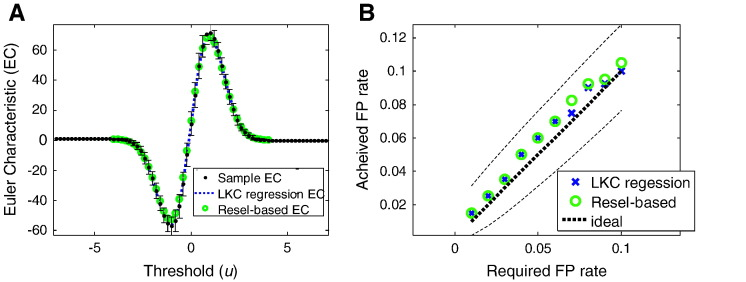 A
Euler Characteristic (EC)
60
40
20
0
-20
-40
-60
-5
0
5
Threshold (u)
Sample EC
LKC regression EC
Resel-based EC
B
Acheived FP rate
0.12
0.1
0.08
0.06
0.04
0.02
0
0.05
0.1
Required FP rate
LKC regession
Resel-based
ideal